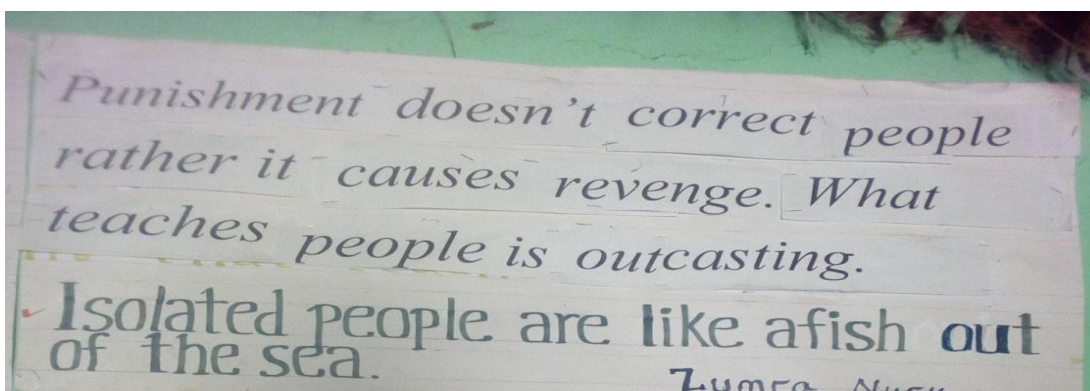 Punishment doesn't correct people
rather it causes revenge. What
teaches people is outcasting.
Isolated people are like afish out
of the sea.
Zumra